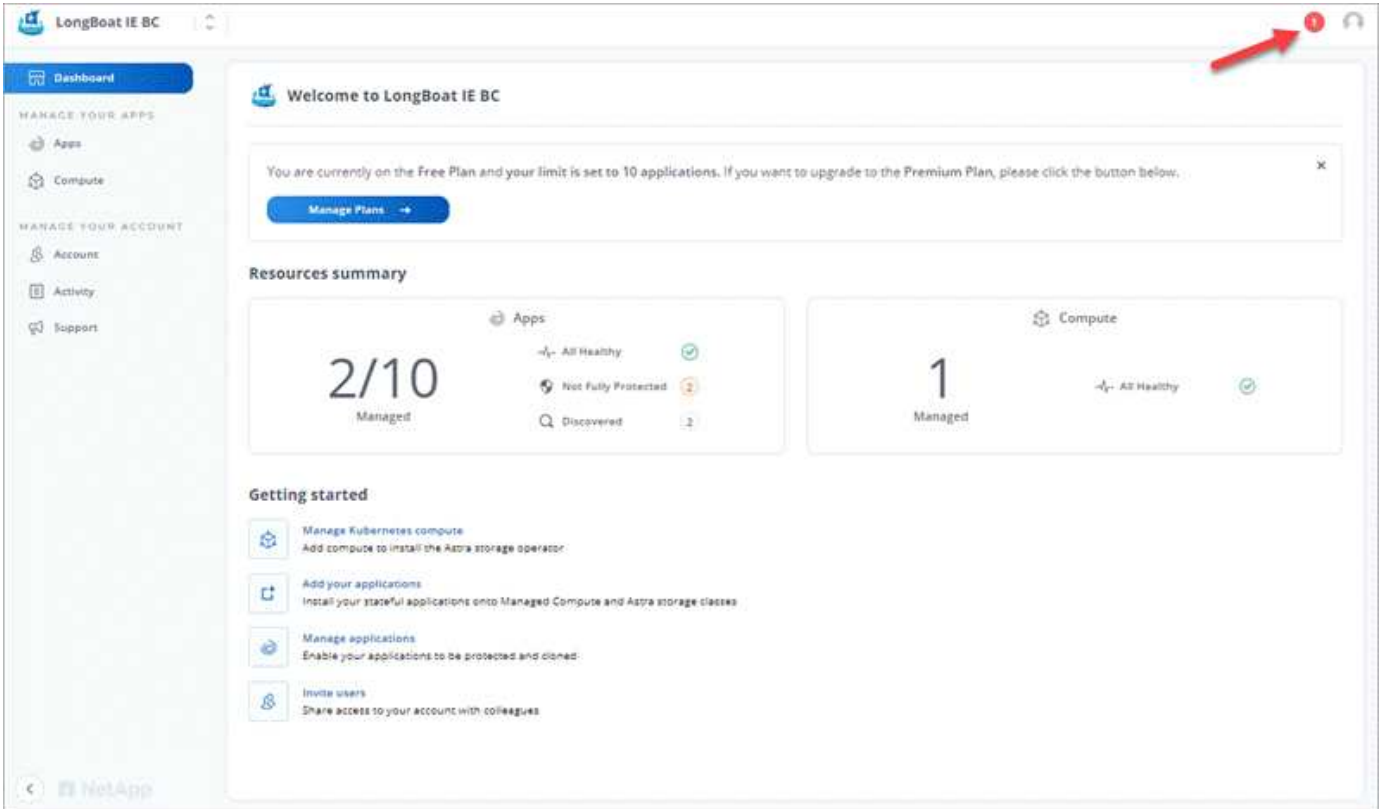 LongBoat IE BC
1
Dashboard
MANAGE YOUR APPS
Apps
Compute
MANAGE YOUR ACCOUNT
Account
Activity
Support
NetApp
Welcome to LongBoat IE BC
You are currently on the Free Plan and your limit is set to 10 applications. If you want to upgrade to the Premium Plan, please click the button below.
Manage Plans
Resources summary
Apps
2/10
Managed
All Healthy
Not Fully Protected 2
Discovered 2
Compute
1
Managed
All Healthy
Getting started
Manage Kubernetes compute
Add compute to install the Astra storage operator
Add your applications
Install your stateful applications onto Managed Compute and Astra storage classes
Manage applications
Enable your applications to be protected and cloned
Invite users
Share access to your account with colleagues